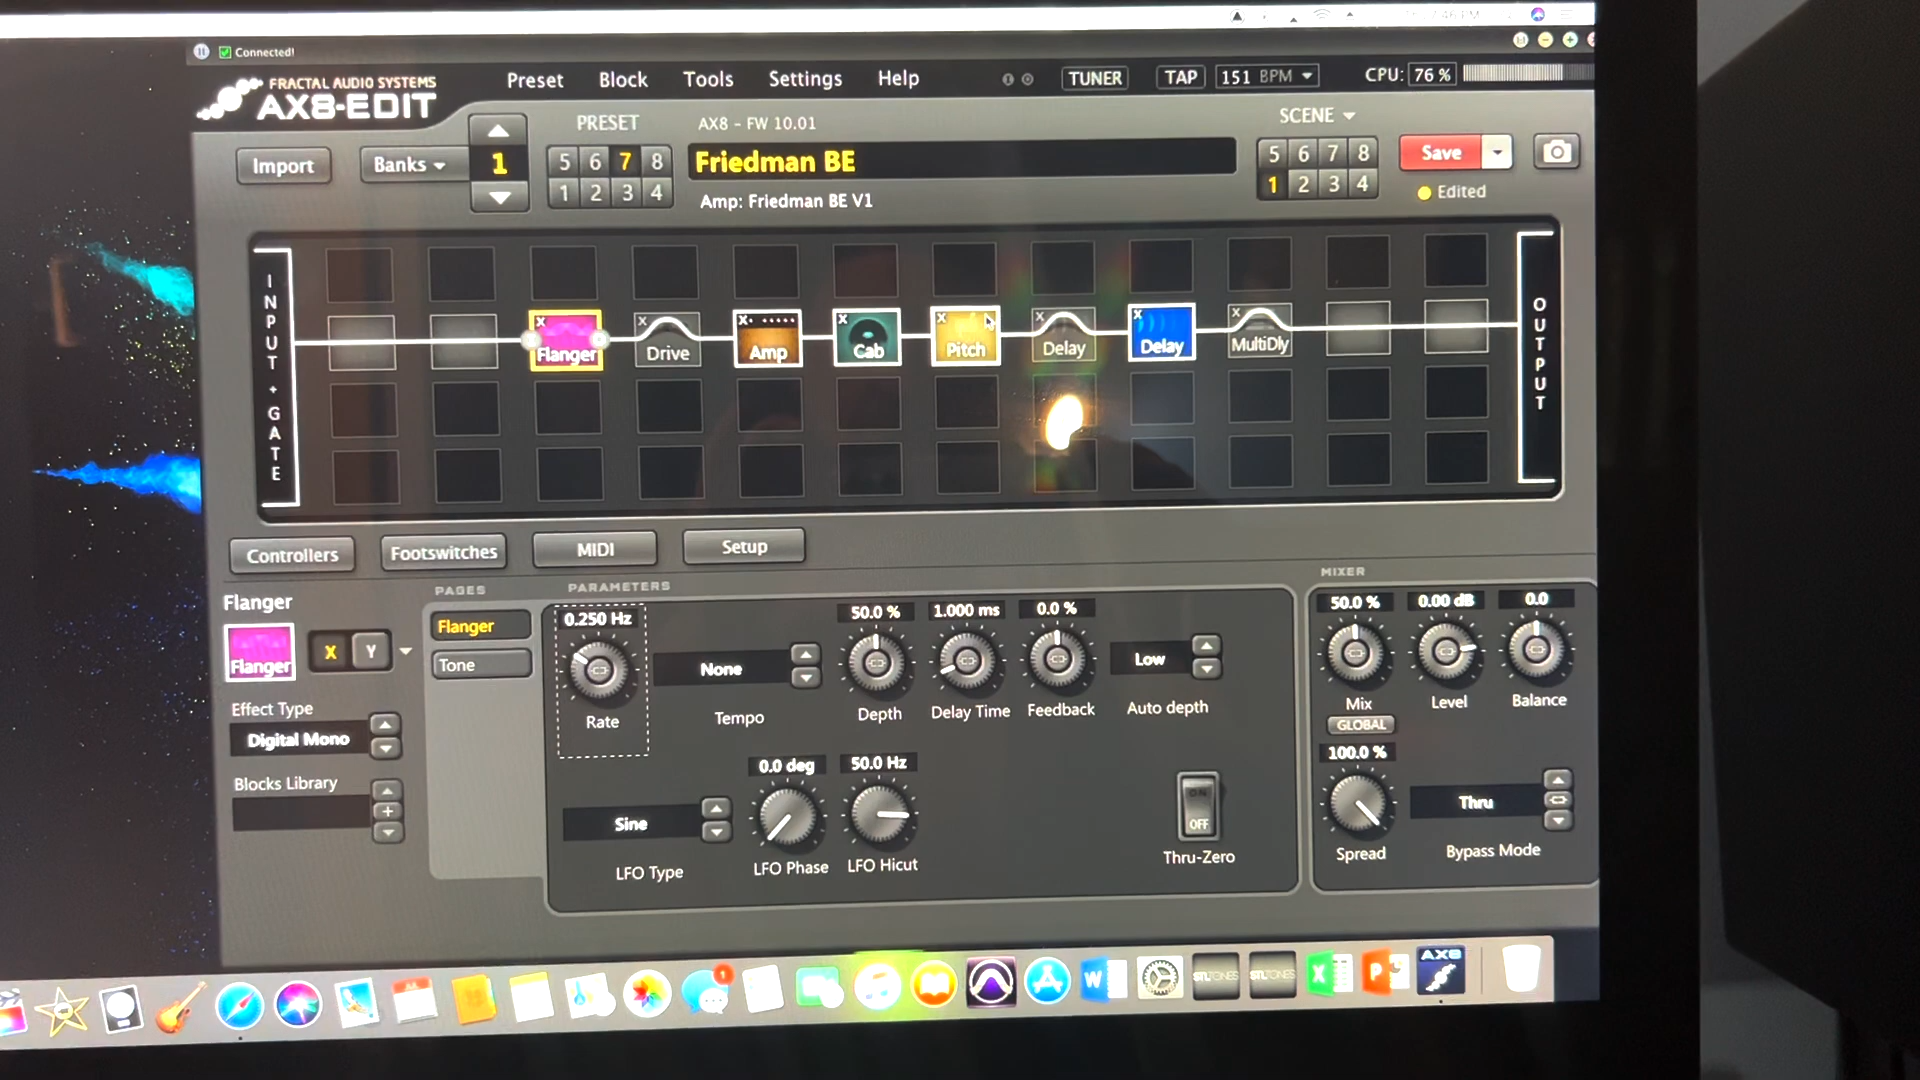 Connected!
FRACTAL AUDIO SYSTEMS
AX8-EDIT
Preset Block Tools Settings Help
TUNER TAP 151 BPM CPU: 76 %
Import Banks 1
PRESET
5 6 7 8
1 2 3 4
AX8 - FW 10.01
Friedman BE
Amp: Friedman BE V1
SCENE
5 6 7 8
1 2 3 4
Save
Edited
INPUT + GATE
X Flanger
X Drive
X Amp
X Cab
X Pitch
X Delay
X Delay
X MultiDly
OUTPUT
Controllers Footswitches MIDI Setup
Flanger
Flanger
X Y
Effect Type
Digital Mono
Blocks Library
+
PAGES
Flanger
Tone
PARAMETERS
0.250 Hz
Rate
None
Tempo
50.0 %
Depth
1.000 ms
Delay Time
0.0 %
Feedback
Low
Auto depth
Sine
LFO Type
0.0 deg
LFO Phase
50.0 Hz
LFO Hicut
ON
OFF
Thru-Zero
MIXER
50.0 %
Mix
GLOBAL
0.00 dB
Level
0.0
Balance
100.0 %
Spread
Thru
Bypass Mode
1
W
STLTONES
STLTONES
X
P
AX8